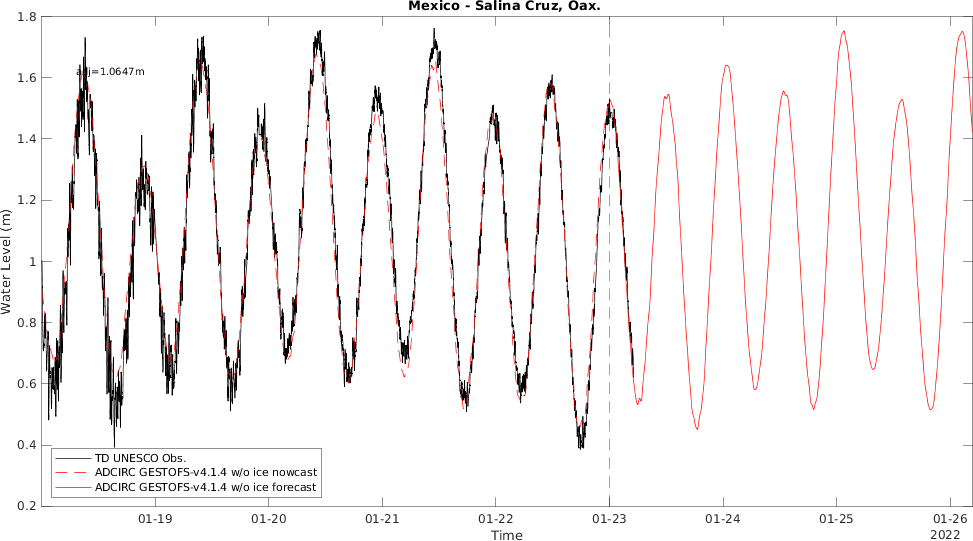 Mexico - Salina Cruz, Oax.
1.8
1.6
1.4
1.2
1
0.8
0.6
0.4
0.2
Water Level (m)
adj=1.0647m
TD UNESCO Obs.
ADCIRC GESTOFS-v4.1.4 w/o ice nowcast
ADCIRC GESTOFS-v4.1.4 w/o ice forecast
01-19 01-20 01-21 01-22 01-23 01-24 01-25 01-26
Time
2022